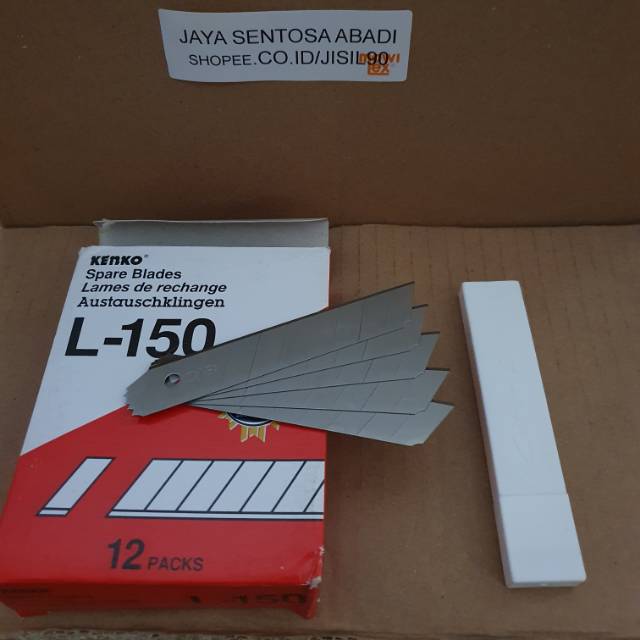 JAYA SENTOSA ABADI
SHOPEE.CO.ID/JISIL90
KENKO®
Spare Blades
Lames de rechange
Austauschklingen
L-150
12 PACKS
L-150